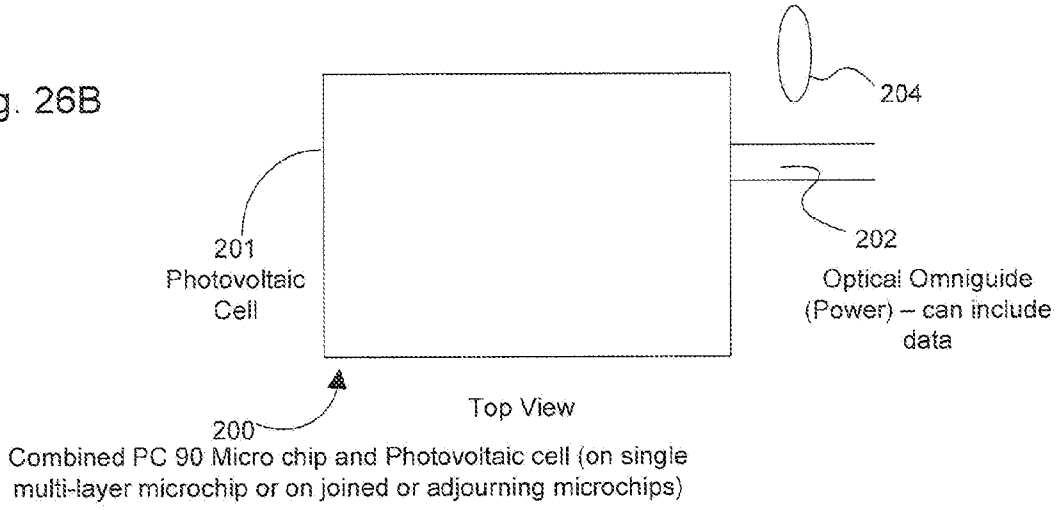 g. 26B
204
201
Photovoltaic
Cell
202
Optical Omniguide
(Power) – can include
data
Top View
200
Combined PC 90 Micro chip and Photovoltaic cell (on single
multi-layer microchip or on joined or adjourning microchips)